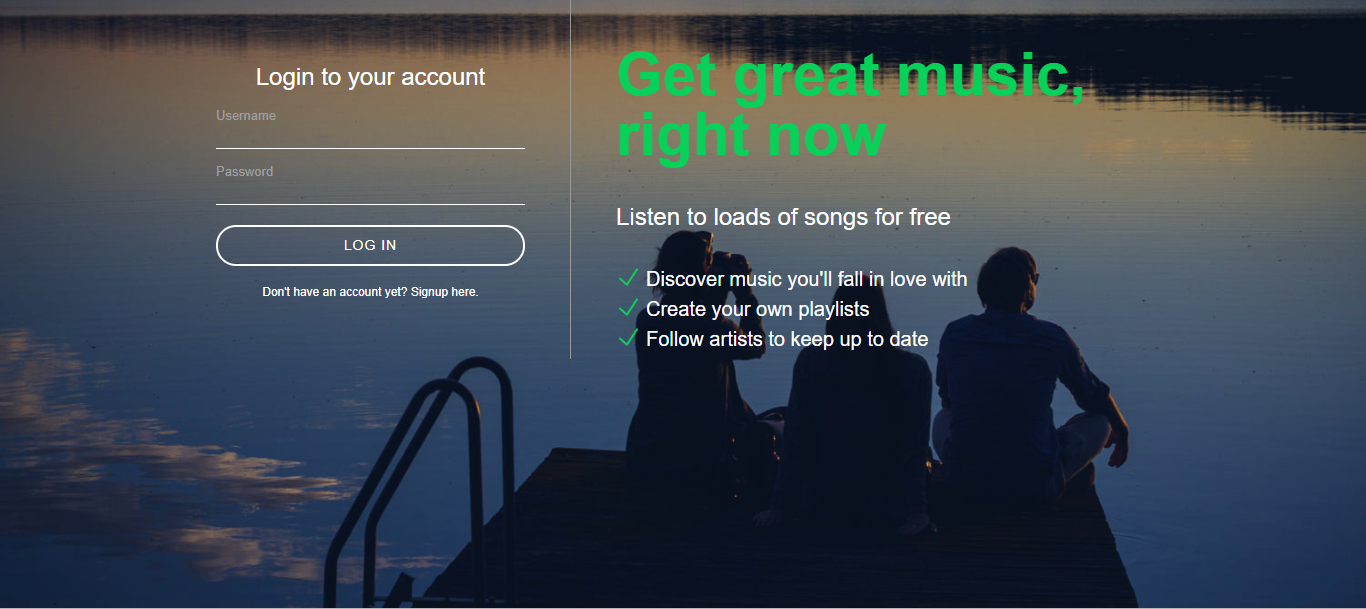 Login to your account
Username
Password
LOG IN
Don't have an account yet? Signup here.
Get great music,
right now
Listen to loads of songs for free
Discover music you'll fall in love with
Create your own playlists
Follow artists to keep up to date